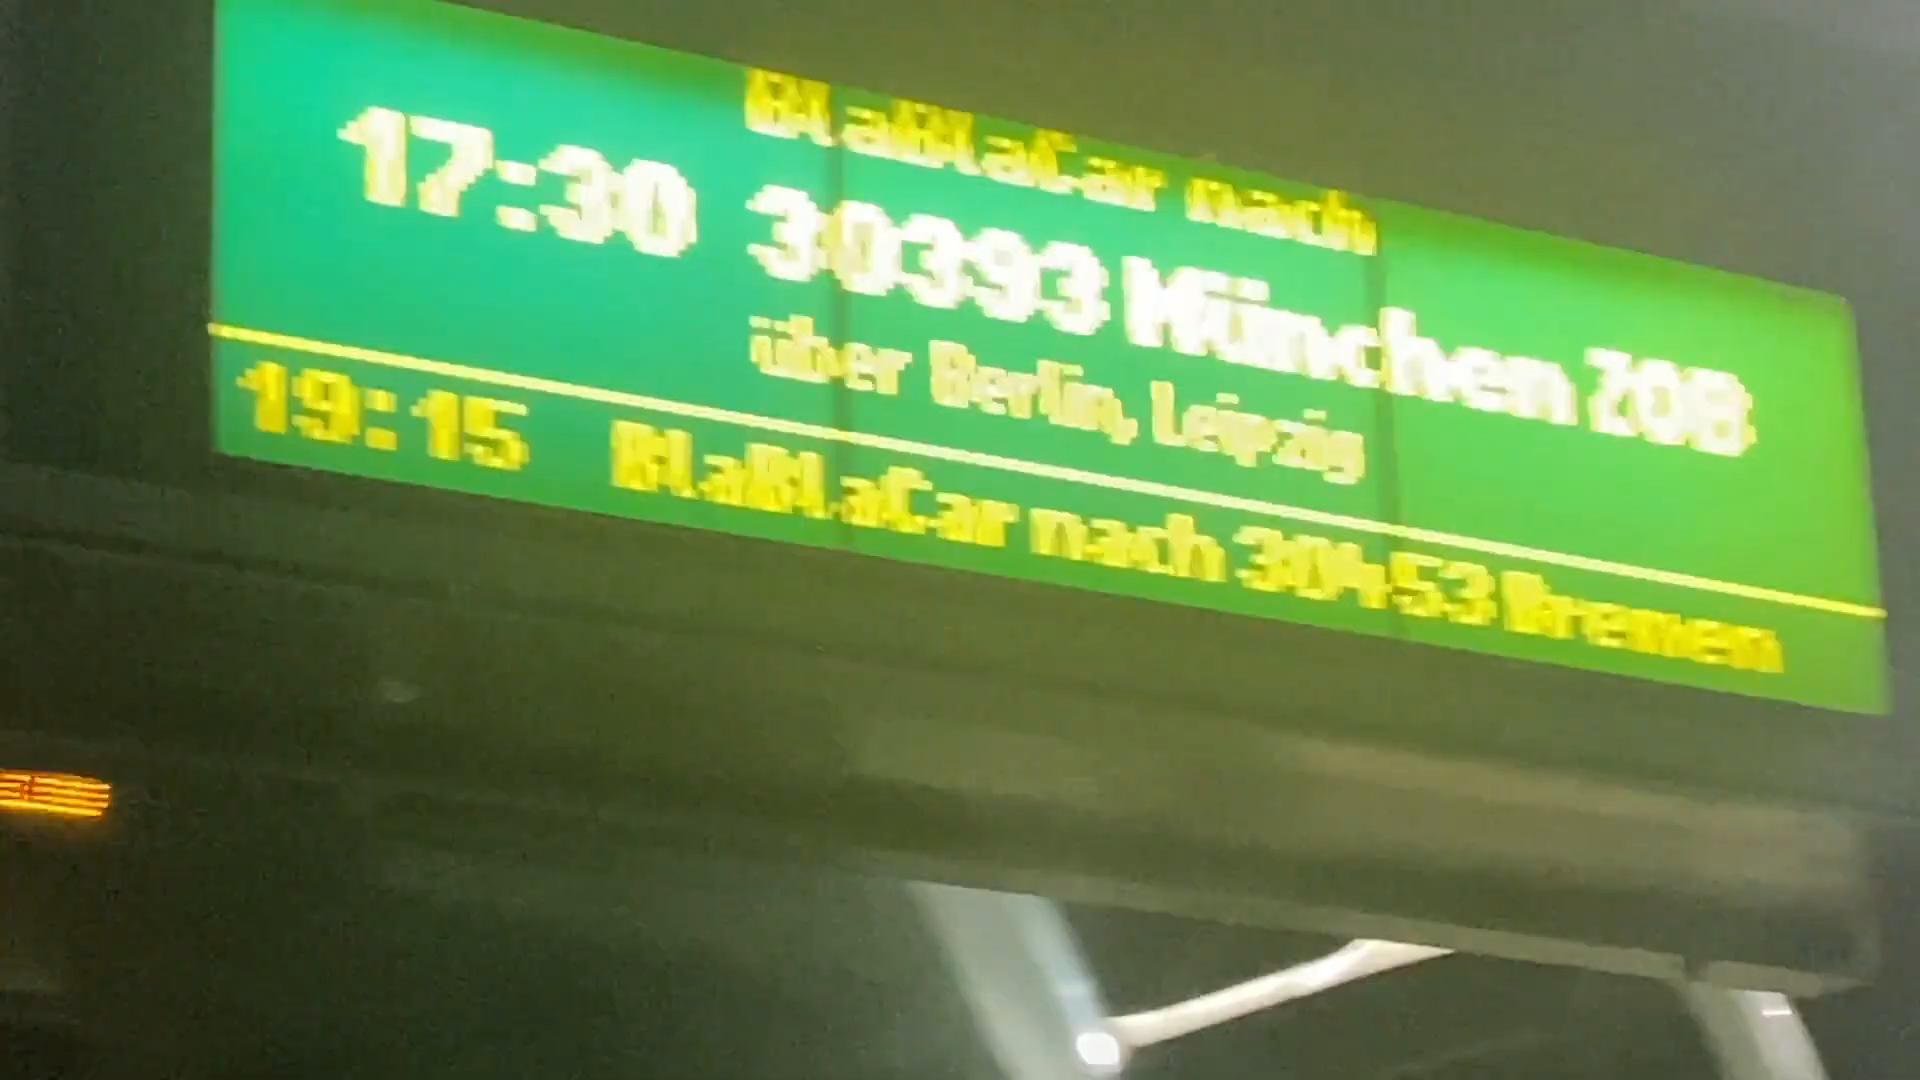 BlaBlaCar nach
17:30 30393 München ZOB
über Berlin, Leipzig
19:15 BlaBlaCar nach 30453 Bremen